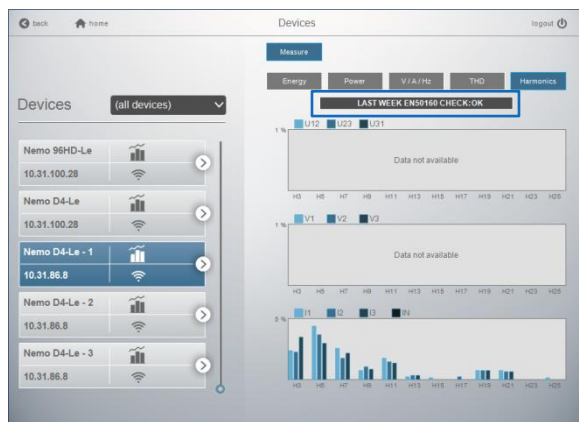 back home Devices logout
Measure
Energy Power V / A / Hz THD Harmonics
Devices (all devices)
LAST WEEK EN50160 CHECK:OK
Nemo 96HD-Le
10.31.100.28
Nemo D4-Le
10.31.100.28
Nemo D4-Le - 1
10.31.86.8
Nemo D4-Le - 2
10.31.86.8
Nemo D4-Le - 3
10.31.86.8
U12 U23 U31
1 %
Data not available
H3 H5 H7 H9 H11 H13 H15 H17 H19 H21 H23 H25
V1 V2 V3
1 %
Data not available
H3 H5 H7 H9 H11 H13 H15 H17 H19 H21 H23 H25
I1 I2 I3 IN
5 %
H3 H5 H7 H9 H11 H13 H15 H17 H19 H21 H23 H25